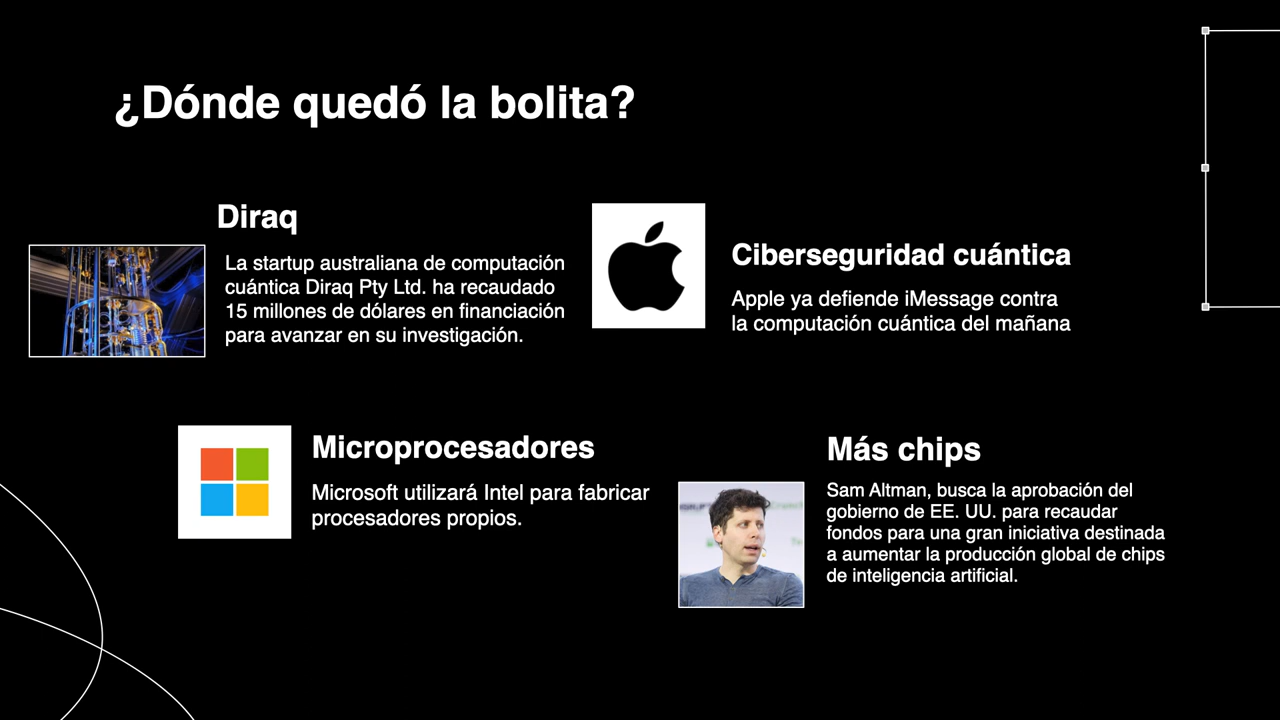 ¿Dónde quedó la bolita?
Diraq
La startup australiana de computación
cuántica Diraq Pty Ltd. ha recaudado
15 millones de dólares en financiación
para avanzar en su investigación.
Ciberseguridad cuántica
Apple ya defiende iMessage contra
la computación cuántica del mañana
Microprocesadores
Microsoft utilizará Intel para fabricar
procesadores propios.
Más chips
Sam Altman, busca la aprobación del
gobierno de EE. UU. para recaudar
fondos para una gran iniciativa destinada
a aumentar la producción global de chips
de inteligencia artificial.